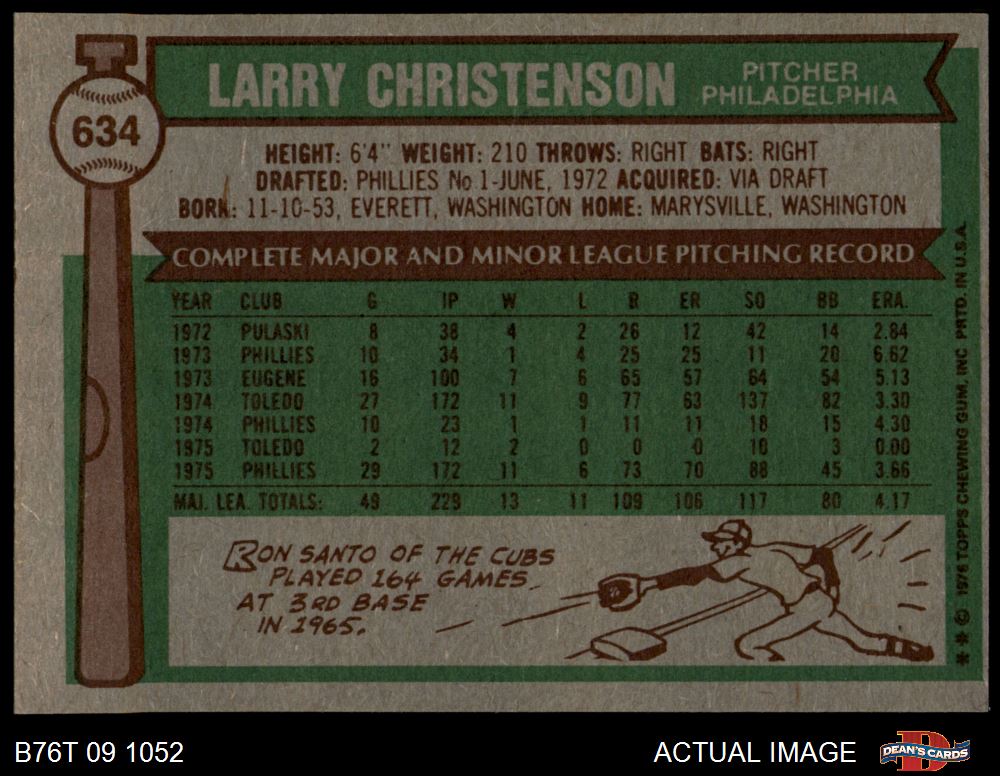 634
LARRY CHRISTENSON
PITCHER
PHILADELPHIA
HEIGHT: 6'4" WEIGHT: 210 THROWS: RIGHT BATS: RIGHT
DRAFTED: PHILLIES No 1-JUNE, 1972 ACQUIRED: VIA DRAFT
BORN: 11-10-53, EVERETT, WASHINGTON HOME: MARYSVILLE, WASHINGTON
COMPLETE MAJOR AND MINOR LEAGUE PITCHING RECORD
YEAR CLUB G IP W L R ER SO BB ERA.
1972 PULASKI 8 38 4 2 26 12 42 14 2.84
1973 PHILLIES 10 34 1 4 25 25 11 20 6.62
1973 EUGENE 16 100 7 6 65 57 64 54 5.13
1974 TOLEDO 27 172 11 9 77 63 137 82 3.30
1974 PHILLIES 10 23 1 1 11 11 18 15 4.30
1975 TOLEDO 2 12 2 0 0 0 10 3 0.00
1975 PHILLIES 29 172 11 6 73 70 88 45 3.66
MAJ. LEA. TOTALS: 49 229 13 11 109 106 117 80 4.17
RON SANTO OF THE CUBS
PLAYED 164 GAMES
AT 3RD BASE
IN 1965.
** © 1976 TOPPS CHEWING GUM, INC PRTD. IN U.S.A.
B76T 09 1052
ACTUAL IMAGE
D
DEAN'S CARDS